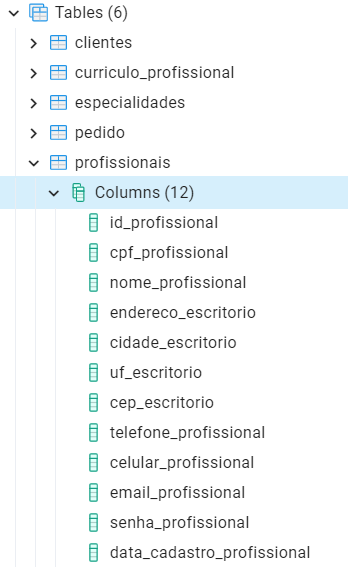 Tables (6)
clientes
curriculo_profissional
especialidades
pedido
profissionais
Columns (12)
id_profissional
cpf_profissional
nome_profissional
endereco_escritorio
cidade_escritorio
uf_escritorio
cep_escritorio
telefone_profissional
celular_profissional
email_profissional
senha_profissional
data_cadastro_profissional